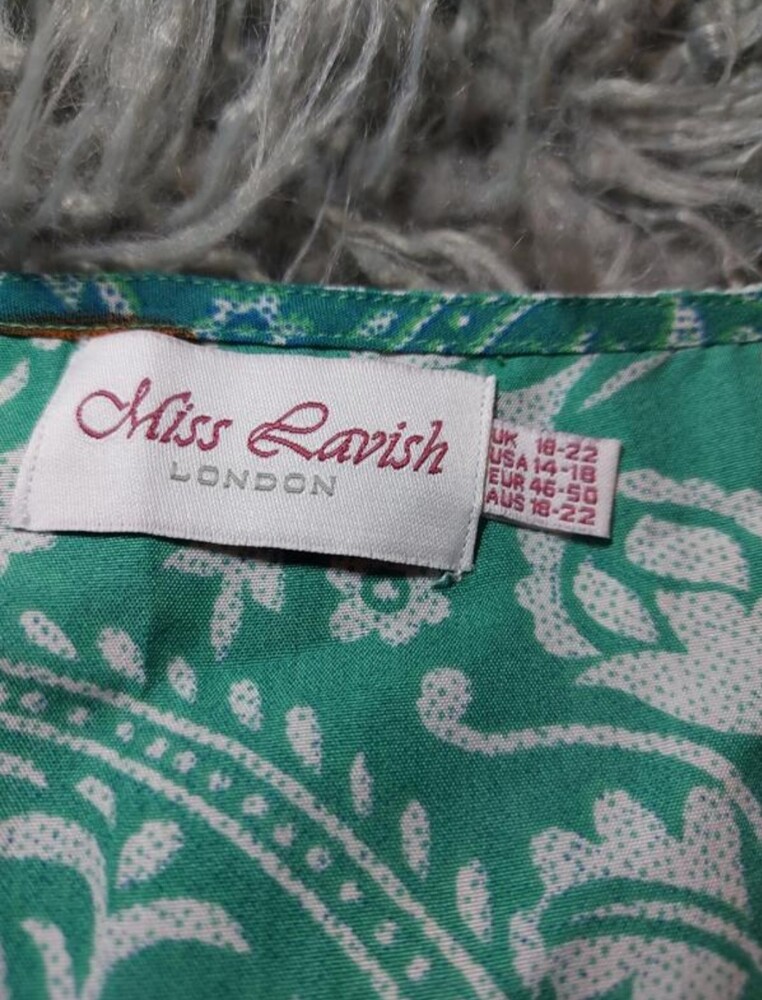 Miss Lavish
LONDON
UK 18-22
USA 14-18
EUR 46-50
AUS 18-22